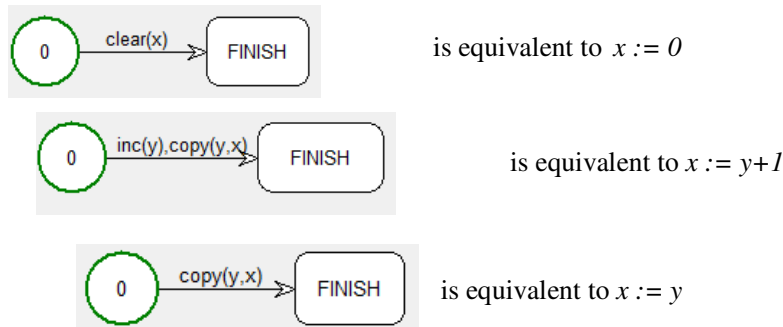 0 clear(x) FINISH is equivalent to x := 0
0 inc(y),copy(y,x) FINISH is equivalent to x := y+1
0 copy(y,x) FINISH is equivalent to x := y